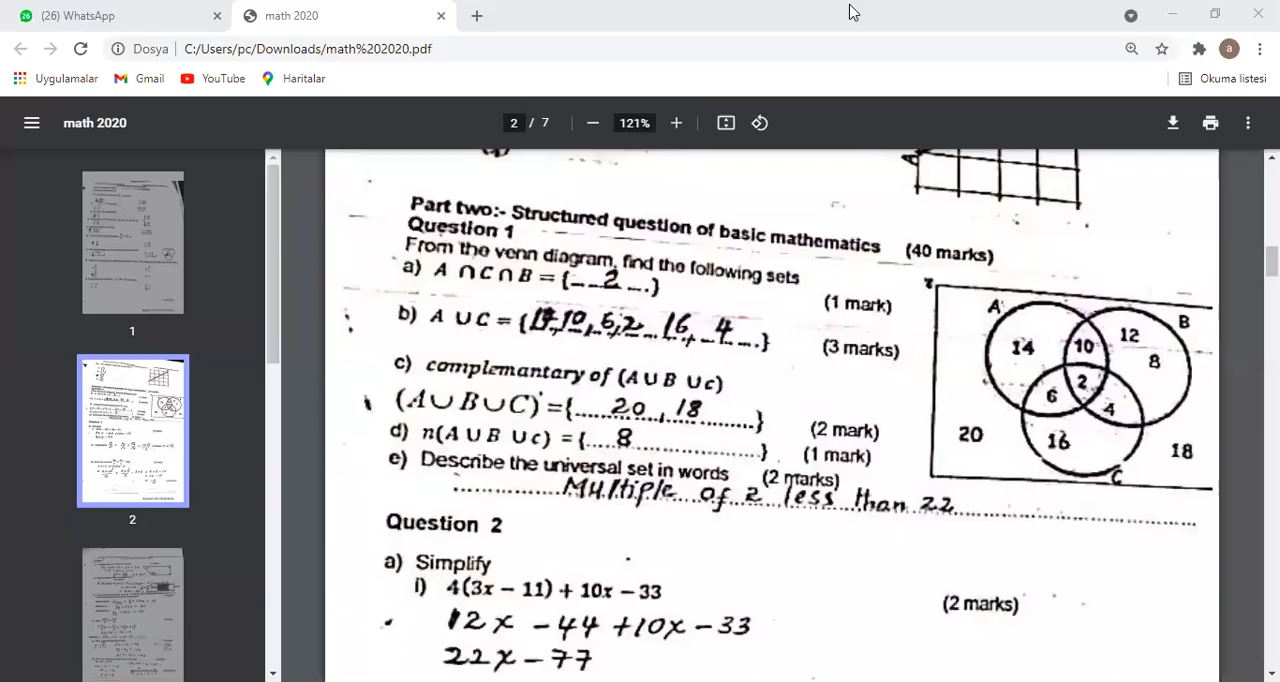 (26) WhatsApp
math 2020
Dosya
C:/Users/pc/Downloads/math%202020.pdf
a
Uygulamalar
Gmail
YouTube
Haritalar
Okuma listesi
math 2020
2 / 7
121%
1
2
Part two:- Structured question of basic mathematics (40 marks)
Question 1
From the venn diagram, find the following sets
a) A ∩ C ∩ B = {_ _2_...} (1 mark)
b) A ∪ C = {14, 10, 6, 2, 16, 4 ...} (3 marks)
c) complemantary of (A ∪ B ∪ c)
(A ∪ B ∪ C)' = {......20, 18............} (2 mark)
d) n(A ∪ B ∪ c) = {....8..................} (1 mark)
e) Describe the universal set in words (2 marks)
Multiple of 2 less than 22
A
B
C
14
10
12
8
2
6
4
16
20
18
Question 2
a) Simplify
i) 4(3x − 11) + 10x − 33 (2 marks)
12x − 44 + 10x − 33
22x − 77